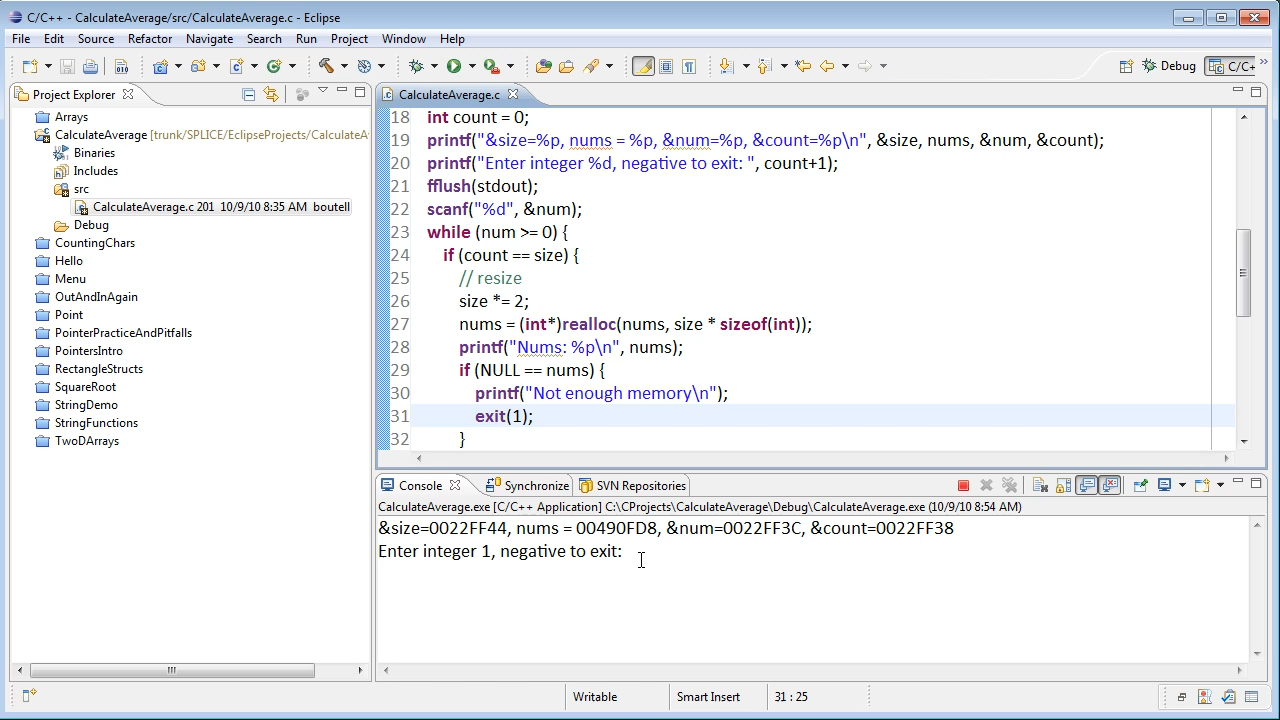 C/C++ - CalculateAverage/src/CalculateAverage.c - Eclipse
File Edit Source Refactor Navigate Search Run Project Window Help
Debug C/C+
Project Explorer
CalculateAverage.c
Arrays
CalculateAverage [trunk/SPLICE/EclipseProjects/CalculateA
Binaries
Includes
src
CalculateAverage.c 201 10/9/10 8:35 AM boutell
Debug
CountingChars
Hello
Menu
OutAndInAgain
Point
PointerPracticeAndPitfalls
PointersIntro
RectangleStructs
SquareRoot
StringDemo
StringFunctions
TwoDArrays
18 int count = 0;
19 printf("&size=%p, nums = %p, &num=%p, &count=%p\n", &size, nums, &num, &count);
20 printf("Enter integer %d, negative to exit: ", count+1);
21 fflush(stdout);
22 scanf("%d", &num);
23 while (num >= 0) {
24 if (count == size) {
25 // resize
26 size *= 2;
27 nums = (int*)realloc(nums, size * sizeof(int));
28 printf("Nums: %p\n", nums);
29 if (NULL == nums) {
30 printf("Not enough memory\n");
31 exit(1);
32 }
Console Synchronize SVN Repositories
CalculateAverage.exe [C/C++ Application] C:\CProjects\CalculateAverage\Debug\CalculateAverage.exe (10/9/10 8:54 AM)
&size=0022FF44, nums = 00490FD8, &num=0022FF3C, &count=0022FF38
Enter integer 1, negative to exit:
Writable Smart Insert 31 : 25